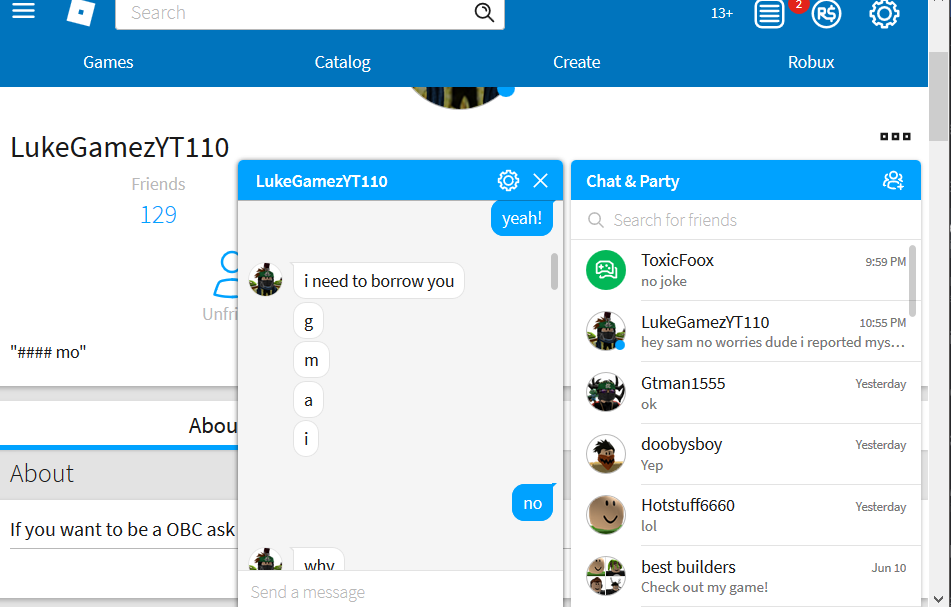 Search
13+
2
R$
Games Catalog Create Robux
LukeGamezYT110
Friends
129
Unfri
"#### mo"
Abou
About
If you want to be a OBC ask
LukeGamezYT110
yeah!
i need to borrow you
g
m
a
i
no
why
Send a message
Chat & Party
Search for friends
ToxicFoox 9:59 PM
no joke
LukeGamezYT110 10:55 PM
hey sam no worries dude i reported mys...
Gtman1555 Yesterday
ok
doobysboy Yesterday
Yep
Hotstuff6660 Yesterday
lol
best builders Jun 10
Check out my game!